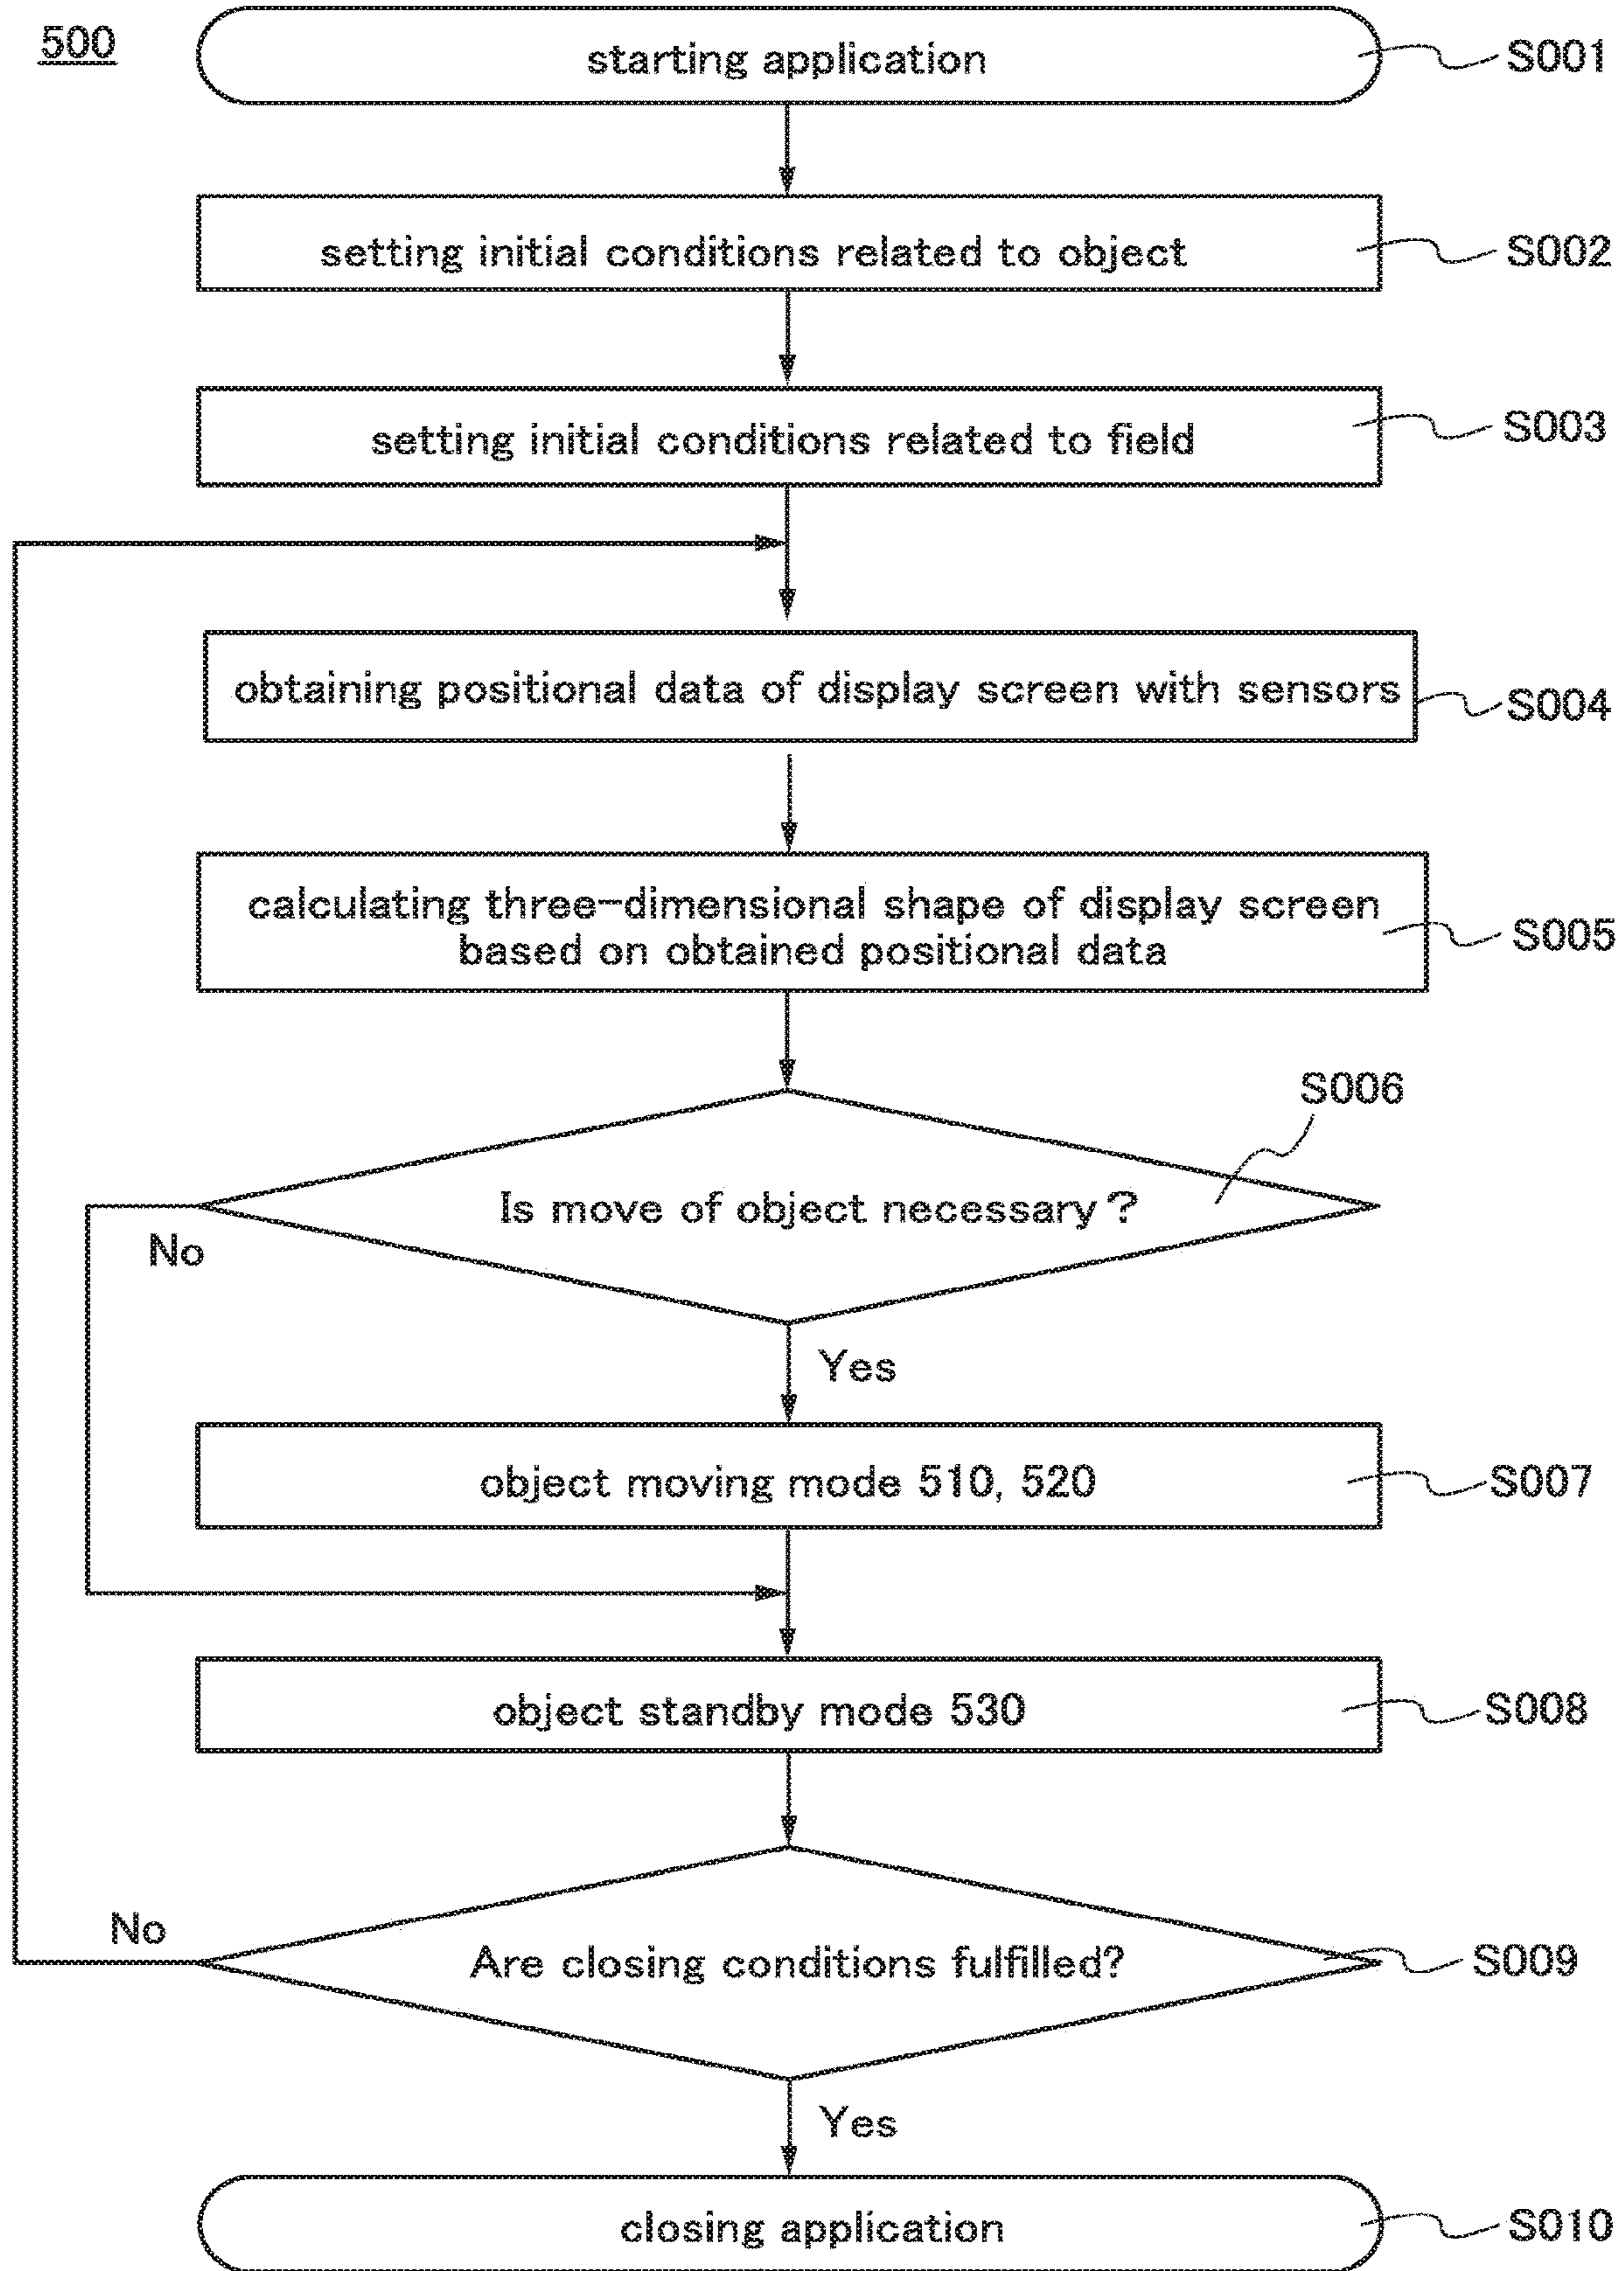 500
starting application
S001
setting initial conditions related to object
S002
setting initial conditions related to field
S003
obtaining positional data of display screen with sensors
S004
calculating three-dimensional shape of display screen
based on obtained positional data
S005
S006
Is move of object necessary?
No
Yes
object moving mode 510, 520
S007
object standby mode 530
S008
No
Are closing conditions fulfilled?
S009
Yes
closing application
S010